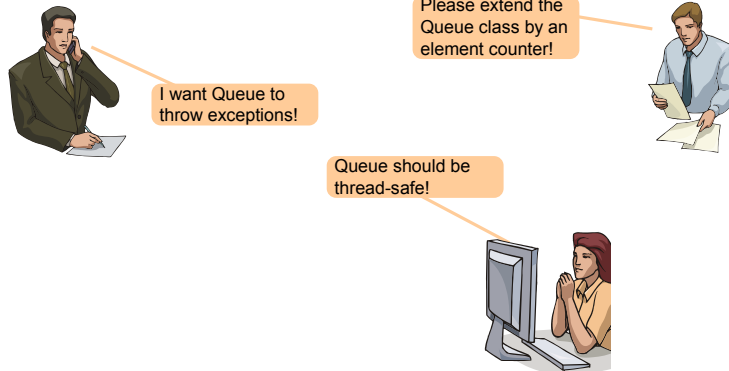 Please extend the
Queue class by an
element counter!
I want Queue to
throw exceptions!
Queue should be
thread-safe!